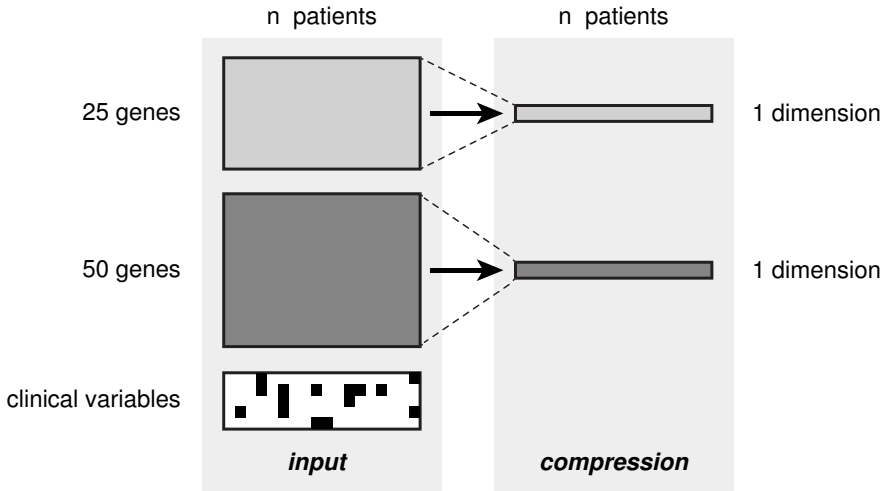 n patients
n patients
25 genes
1 dimension
50 genes
1 dimension
clinical variables
input
compression